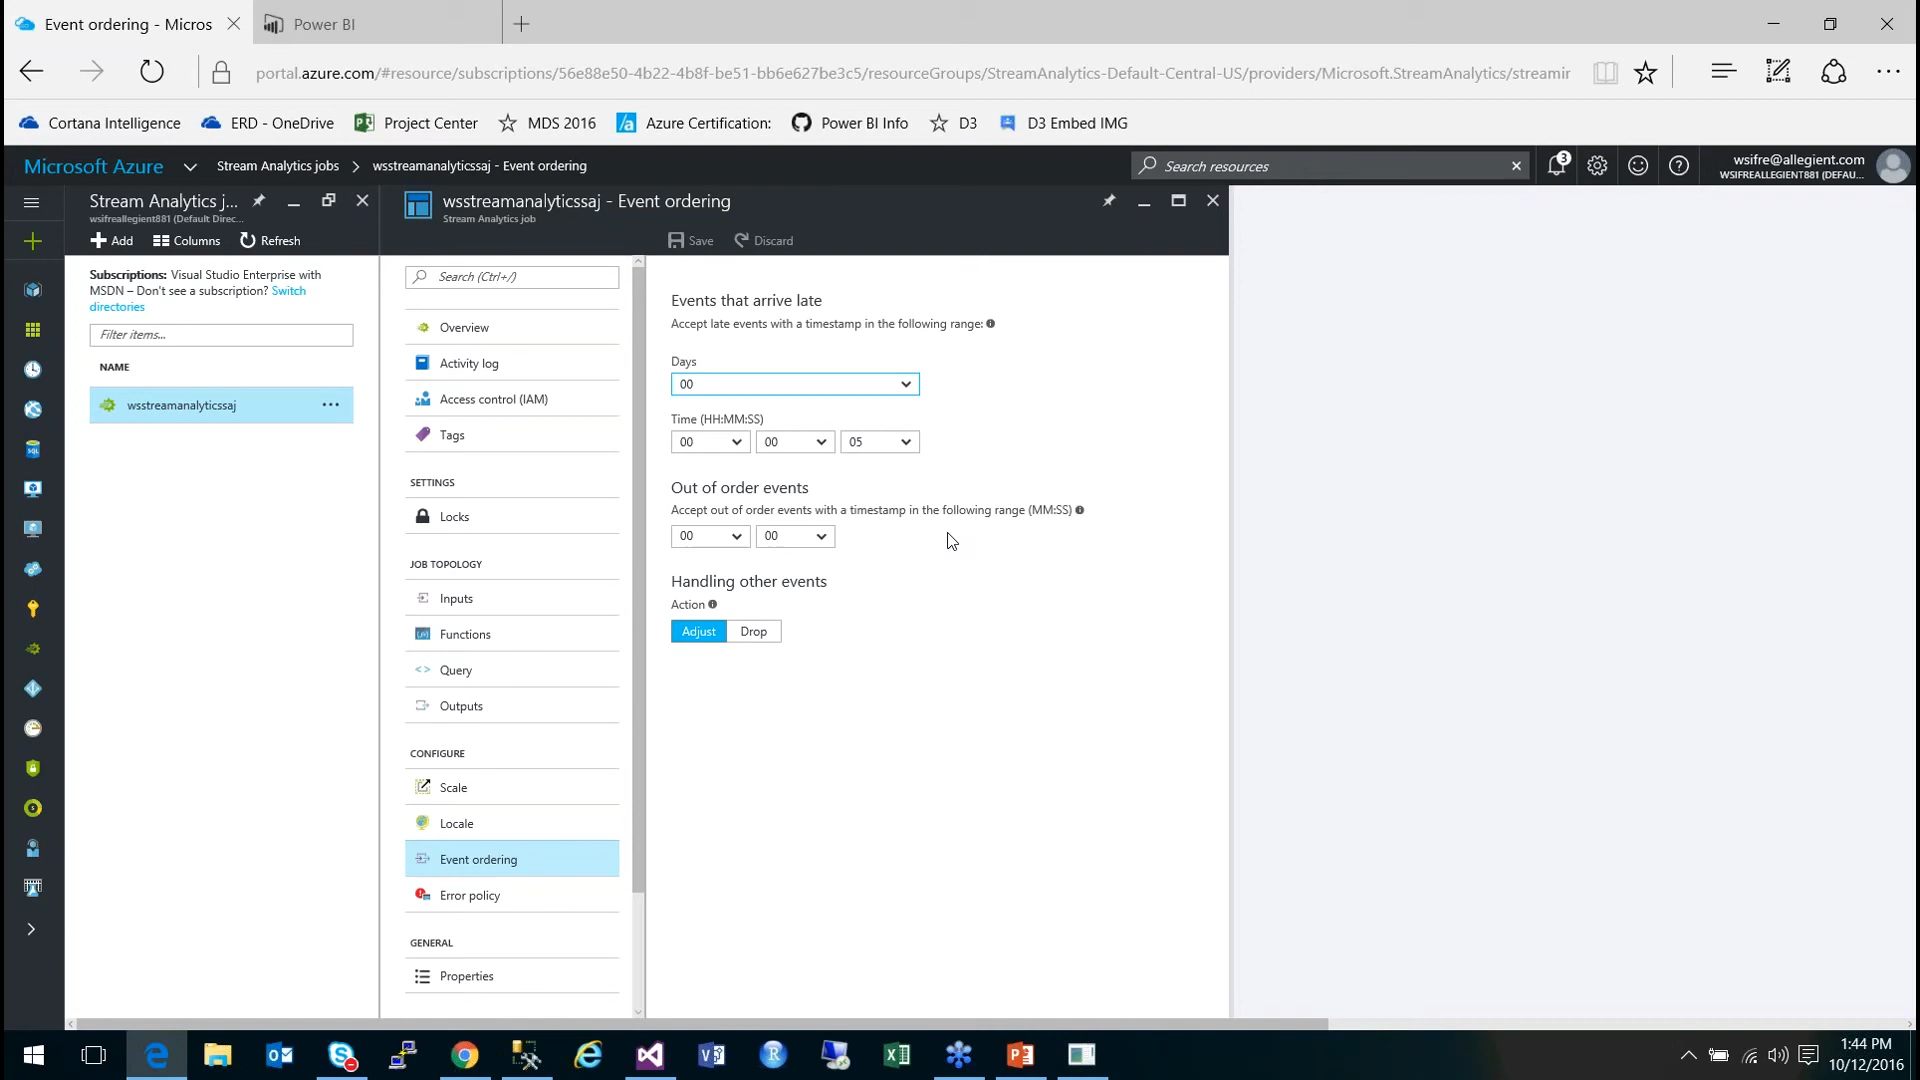 Event ordering - Micros
Power BI
portal.azure.com/#resource/subscriptions/56e88e50-4b22-4b8f-be51-bb6e627be3c5/resourceGroups/StreamAnalytics-Default-Central-US/providers/Microsoft.StreamAnalytics/streamir
Cortana Intelligence
ERD - OneDrive
Project Center
MDS 2016
Azure Certification:
Power BI Info
D3
D3 Embed IMG
Microsoft Azure
Stream Analytics jobs > wsstreamanalyticssaj - Event ordering
Search resources
3
wsifre@allegient.com
WSIFREALLEGIENT881 (DEFAU...
Stream Analytics j...
wsifreallegient881 (Default Direc...
Add
Columns
Refresh
Subscriptions: Visual Studio Enterprise with
MSDN – Don't see a subscription? Switch
directories
Filter items...
NAME
wsstreamanalyticssaj
wsstreamanalyticssaj - Event ordering
Stream Analytics job
Save
Discard
Search (Ctrl+/)
Overview
Activity log
Access control (IAM)
Tags
SETTINGS
Locks
JOB TOPOLOGY
Inputs
Functions
Query
Outputs
CONFIGURE
Scale
Locale
Event ordering
Error policy
GENERAL
Properties
Events that arrive late
Accept late events with a timestamp in the following range:
Days
00
Time (HH:MM:SS)
00 00 05
Out of order events
Accept out of order events with a timestamp in the following range (MM:SS)
00 00
Handling other events
Action
Adjust Drop
1:44 PM
10/12/2016